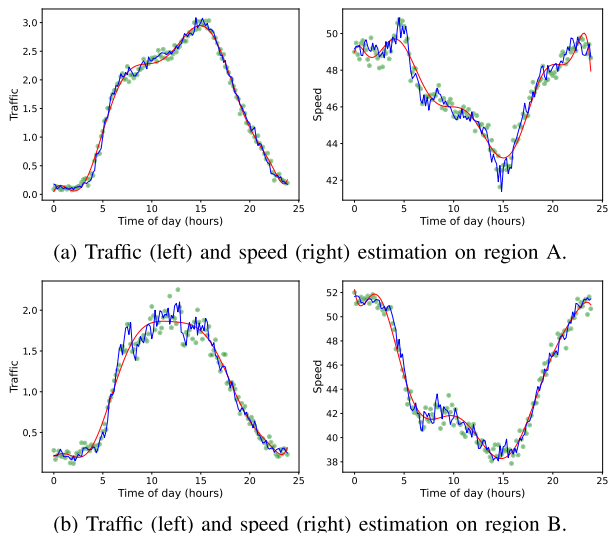 3.0
2.5
2.0
1.5
1.0
0.5
0.0
Traffic
0 5 10 15 20 25
Time of day (hours)
50
48
46
44
42
Speed
0 5 10 15 20 25
Time of day (hours)
(a) Traffic (left) and speed (right) estimation on region A.
2.0
1.5
1.0
0.5
Traffic
0 5 10 15 20 25
Time of day (hours)
52
50
48
46
44
42
40
38
Speed
0 5 10 15 20 25
Time of day (hours)
(b) Traffic (left) and speed (right) estimation on region B.